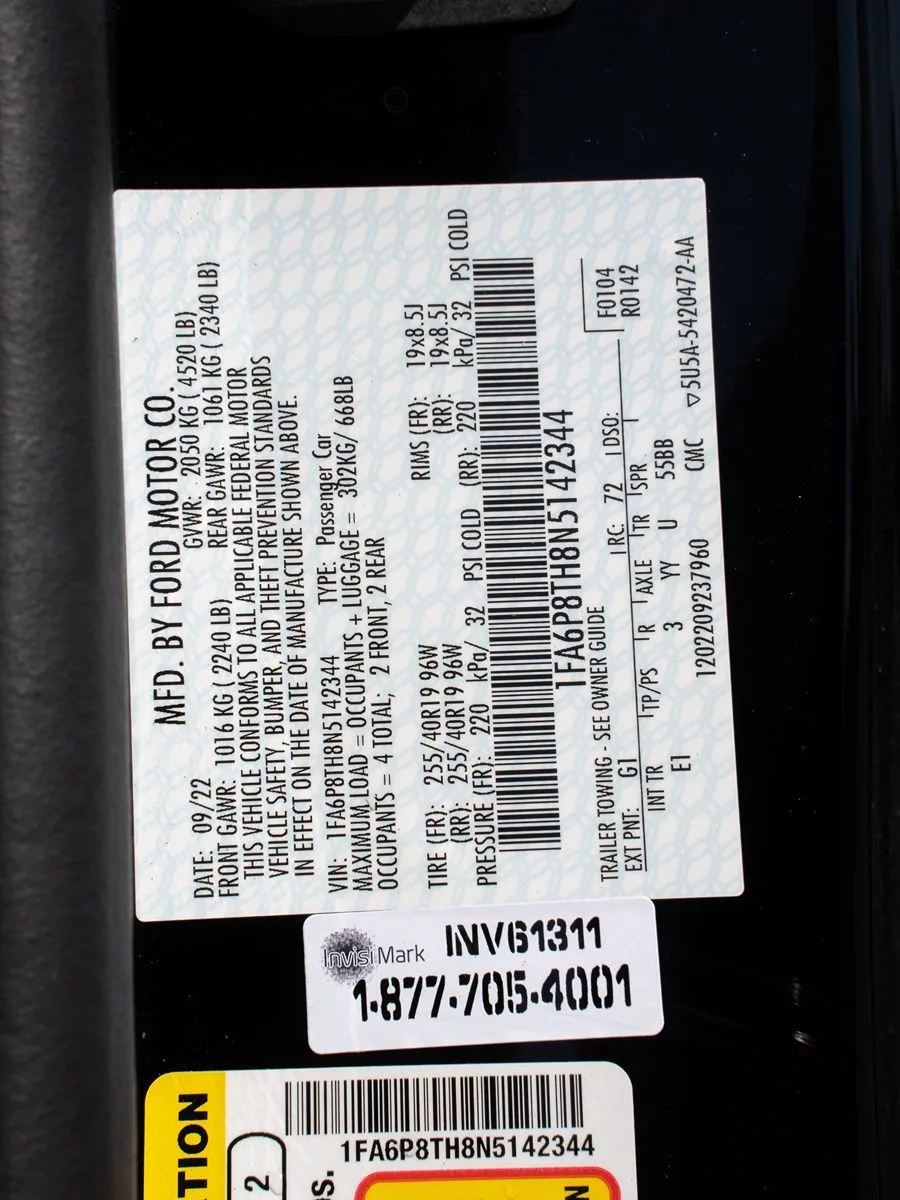 MFD. BY FORD MOTOR CO.
DATE: 09/22 GVWR: 2050 KG ( 4520 LB)
FRONT GAWR: 1016 KG ( 2240 LB) REAR GAWR: 1061 KG ( 2340 LB)
THIS VEHICLE CONFORMS TO ALL APPLICABLE FEDERAL MOTOR
VEHICLE SAFETY, BUMPER, AND THEFT PREVENTION STANDARDS
IN EFFECT ON THE DATE OF MANUFACTURE SHOWN ABOVE.
VIN: 1FA6P8TH8N5142344 TYPE: Passenger Car
MAXIMUM LOAD = OCCUPANTS + LUGGAGE = 302KG/ 668LB
OCCUPANTS = 4 TOTAL; 2 FRONT, 2 REAR
TIRE (FR): 255/40R19 96W RIMS (FR): 19x8.5J
(RR): 255/40R19 96W (RR): 19x8.5J
PRESSURE (FR): 220 kPa/ 32 PSI COLD (RR): 220 kPa/ 32 PSI COLD
1FA6P8TH8N5142344
TRAILER TOWING - SEE OWNER GUIDE F0104
EXT PNT: G1 RC: 72 DSO: R0142
INT TR TP/PS R AXLE TR SPR
E1 3 YY U 55BB
1202209237960 CMC ▽5U5A-5420472-AA
InvisiMark INV61311
1-877-705-4001
TION
1FA6P8TH8N5142344
2